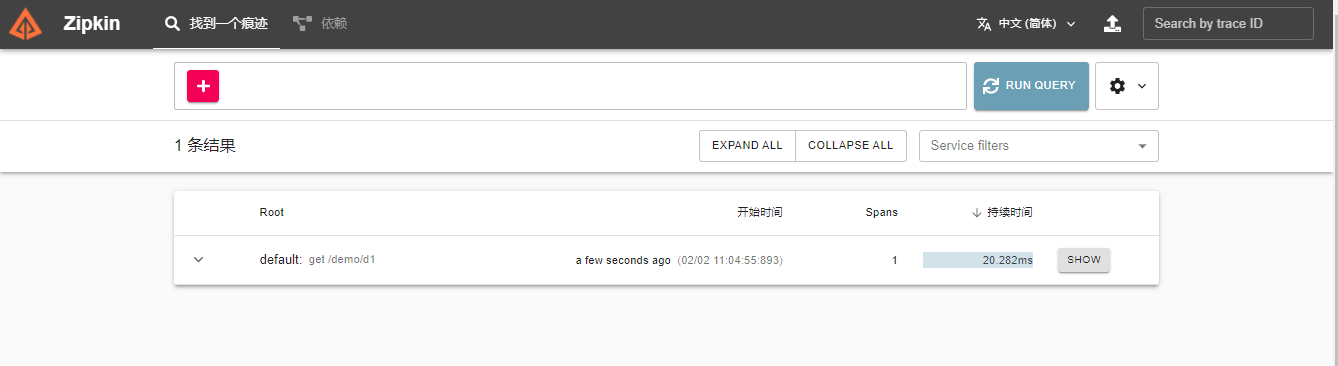 Zipkin 找到一个痕迹 依赖 中文 (简体) Search by trace ID
RUN QUERY
1 条结果 EXPAND ALL COLLAPSE ALL Service filters
Root 开始时间 Spans 持续时间
default: get /demo/d1 a few seconds ago (02/02 11:04:55:893) 1 20.282ms SHOW